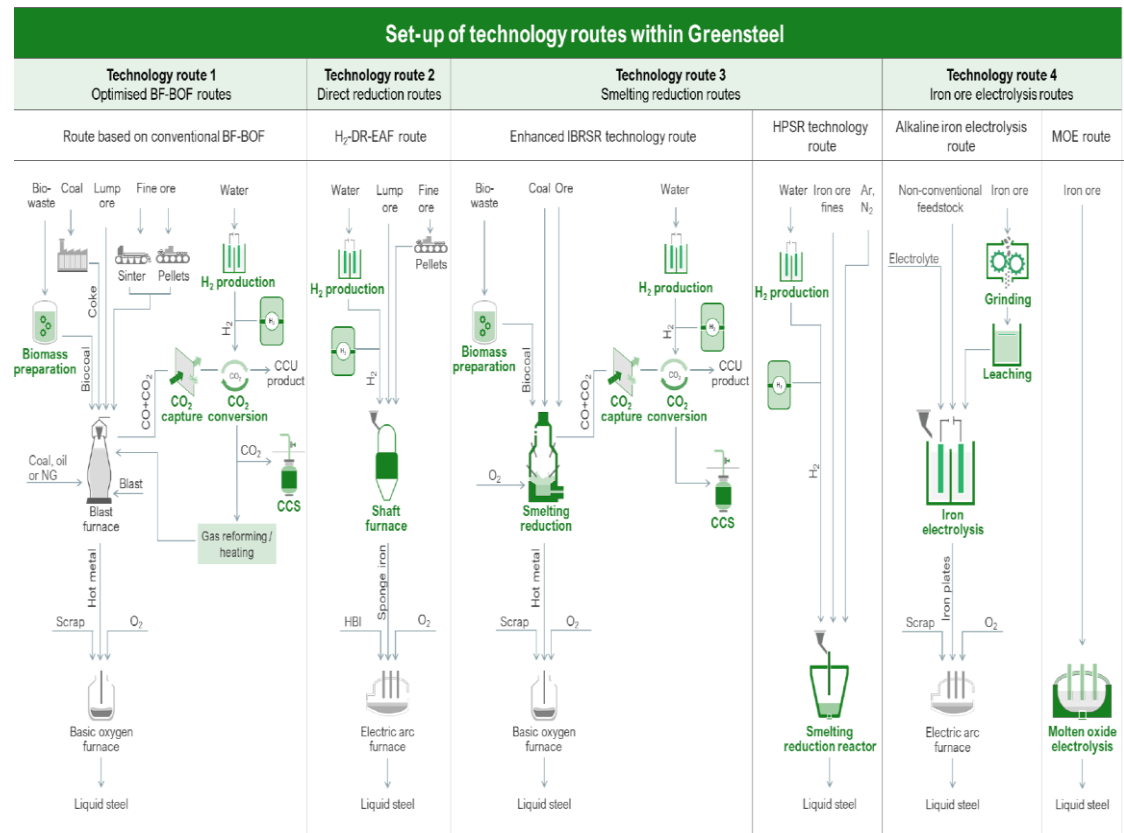 Set-up of technology routes within Greensteel
Technology route 1
Optimised BF-BOF routes
Technology route 2
Direct reduction routes
Technology route 3
Smelting reduction routes
Technology route 4
Iron ore electrolysis routes
Route based on conventional BF-BOF
H₂-DR-EAF route
Enhanced IBRSR technology route
HPSR technology
route
Alkaline iron electrolysis
route
MOE route
Bio-
waste
Coal
Lump
ore
Fine ore
Water
Sinter
Pellets
H₂ production
Coke
H₂
H₂
Biomass
preparation
Biocoal
CO+CO₂
CO₂
capture
CO₂
CO₂
conversion
CCU
product
CO₂
CCS
Coal, oil
or NG
Blast
Blast
furnace
Gas reforming /
heating
Hot metal
Scrap
O₂
Basic oxygen
furnace
Liquid steel
Water
Lump
ore
Fine
ore
Pellets
H₂ production
H₂
H₂
Shaft
furnace
Sponge iron
HBI
O₂
Electric arc
furnace
Liquid steel
Bio-
waste
Coal
Ore
Water
H₂ production
H₂
H₂
Biomass
preparation
Biocoal
CO+CO₂
CO₂
capture
CO₂
CO₂
conversion
CCU
product
O₂
Smelting
reduction
CCS
Hot metal
Scrap
O₂
Basic oxygen
furnace
Liquid steel
Water
Iron ore
fines
Ar,
N₂
H₂ production
H₂
H₂
Smelting
reduction reactor
Liquid steel
Non-conventional
feedstock
Iron ore
Electrolyte
Grinding
Leaching
Iron
electrolysis
Iron plates
Scrap
O₂
Electric arc
furnace
Liquid steel
Iron ore
Molten oxide
electrolysis
Liquid steel